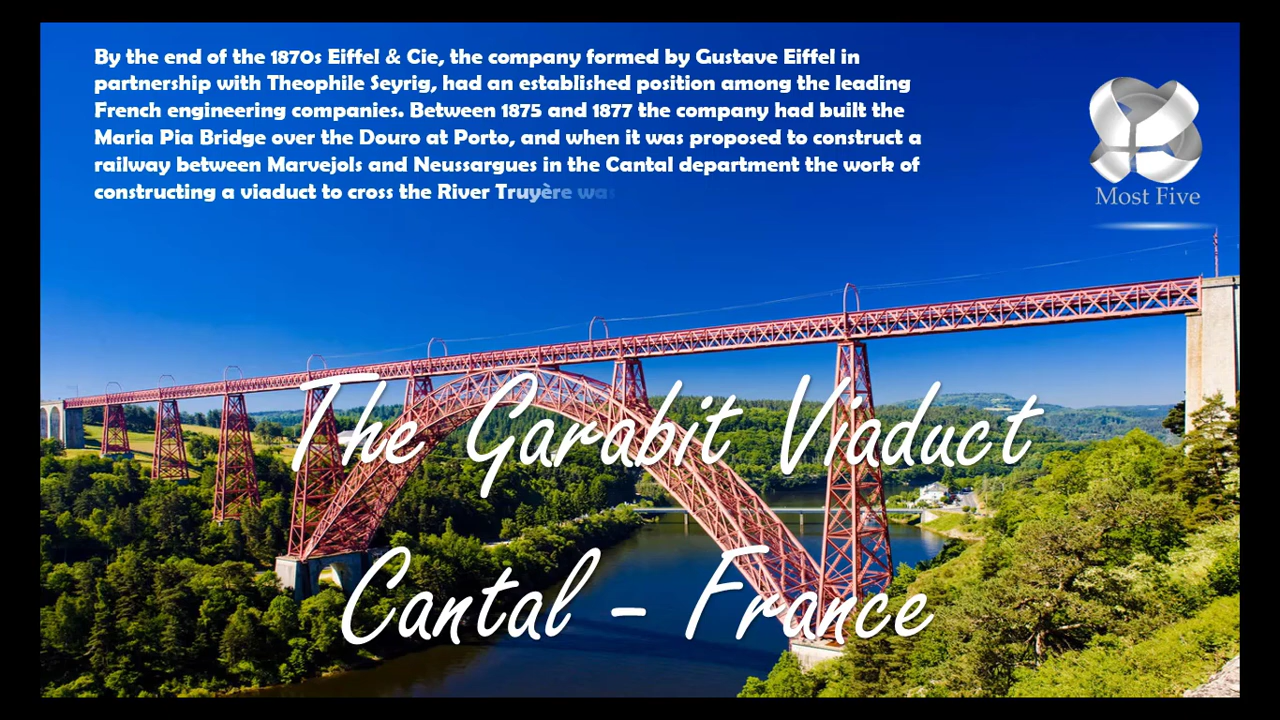 By the end of the 1870s Eiffel & Cie, the company formed by Gustave Eiffel in
partnership with Theophile Seyrig, had an established position among the leading
French engineering companies. Between 1875 and 1877 the company had built the
Maria Pia Bridge over the Douro at Porto, and when it was proposed to construct a
railway between Marvejols and Neussargues in the Cantal department the work of
constructing a viaduct to cross the River Truyère was
Most Five
The Garabit Viaduct
Cantal - France